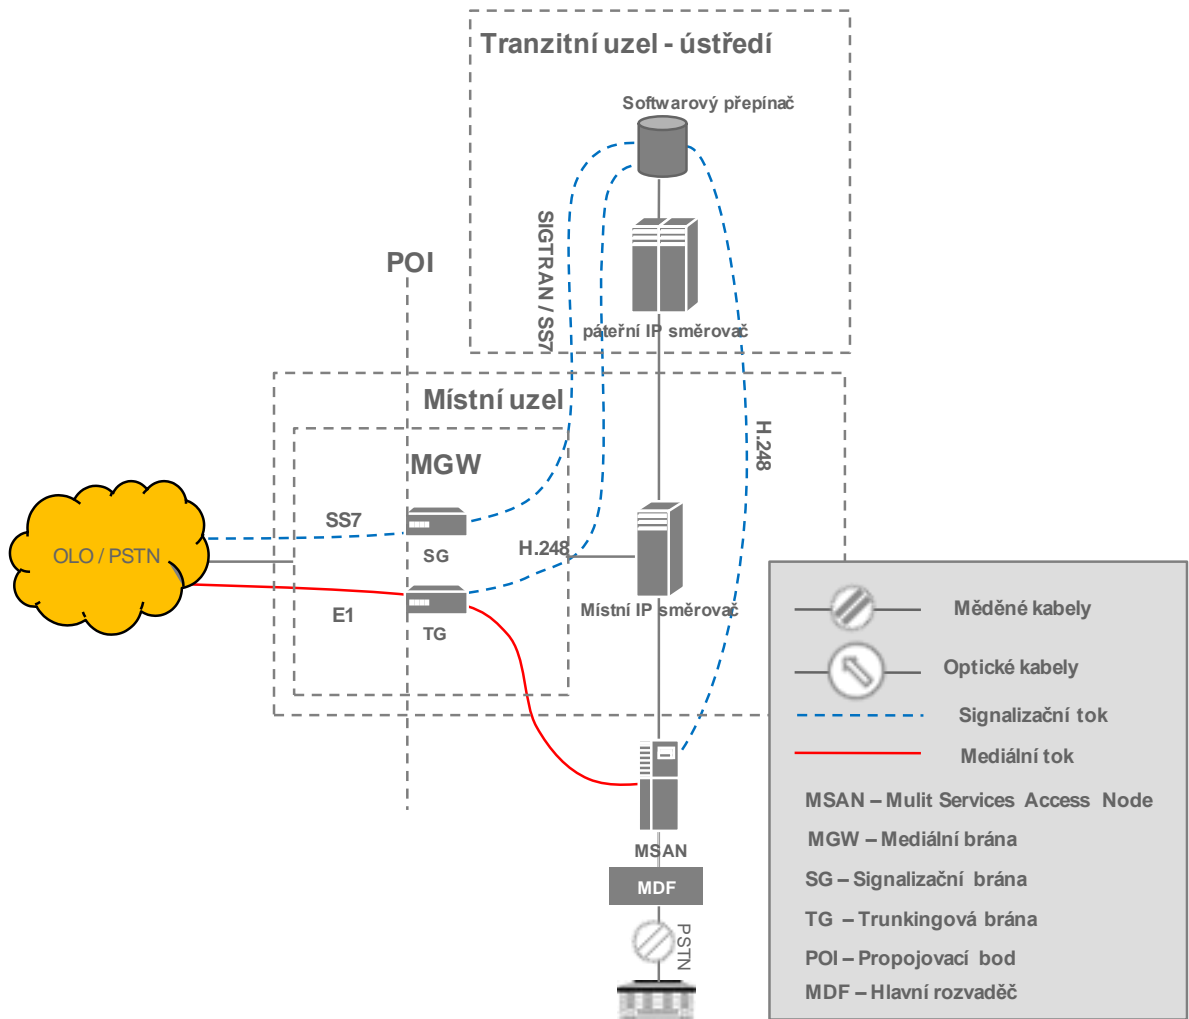 Tranzitní uzel - ústředí
Softwarový přepínač
SIGTRAN / SS7
POI
páteřní IP směrovač
Místní uzel
H.248
MGW
SS7
SG
H.248
OLO / PSTN
E1
TG
Místní IP směrovač
MSAN
MDF
PSTN
Měděné kabely
Optické kabely
Signalizační tok
Mediální tok
MSAN – Mulit Services Access Node
MGW – Mediální brána
SG – Signalizační brána
TG – Trunkingová brána
POI – Propojovací bod
MDF – Hlavní rozvaděč